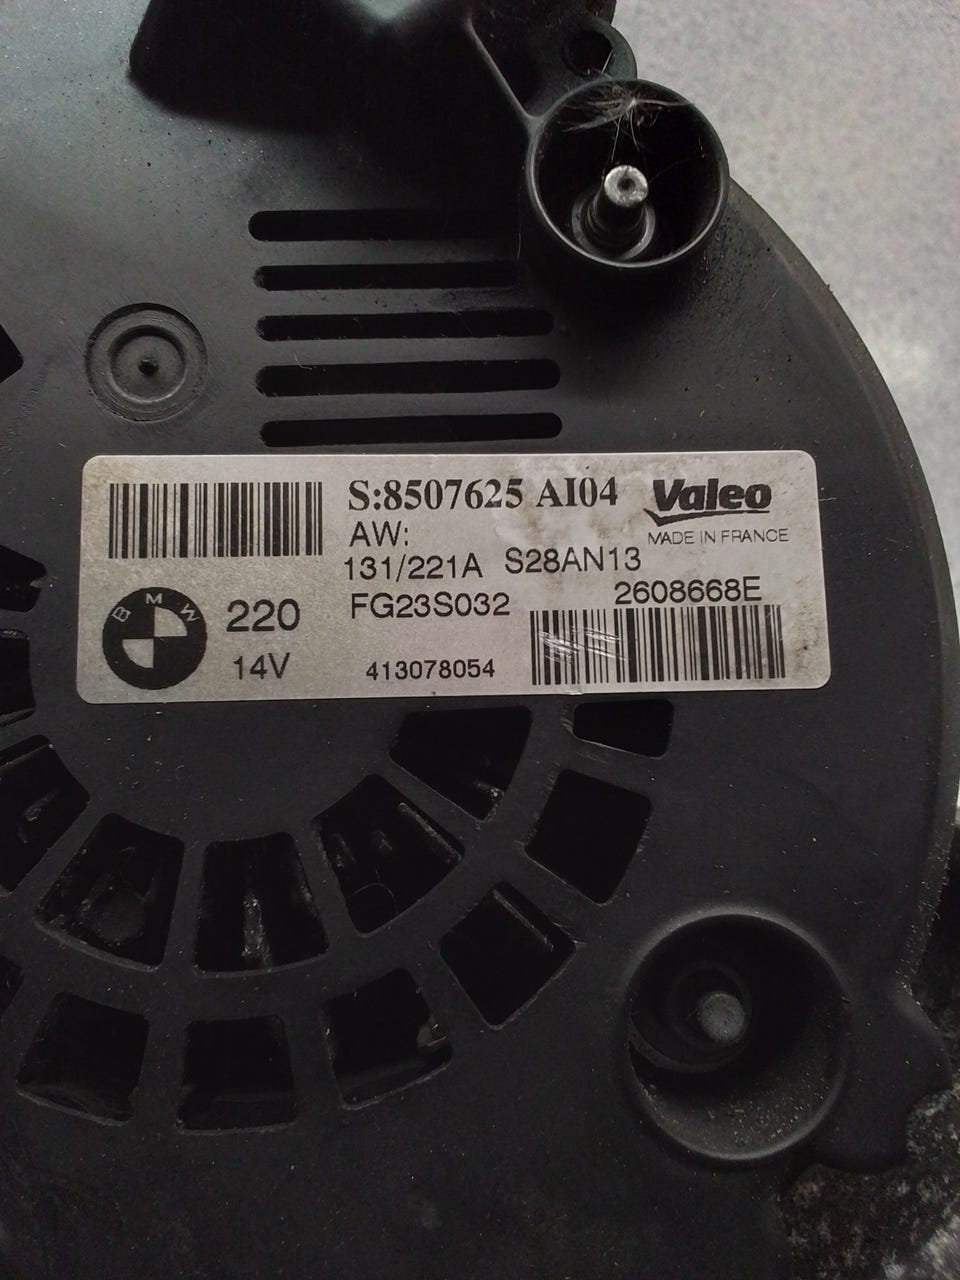 S:8507625 AI04
Valeo
MADE IN FRANCE
AW:
131/221A S28AN13
BMW
220
FG23S032
2608668E
14V
413078054